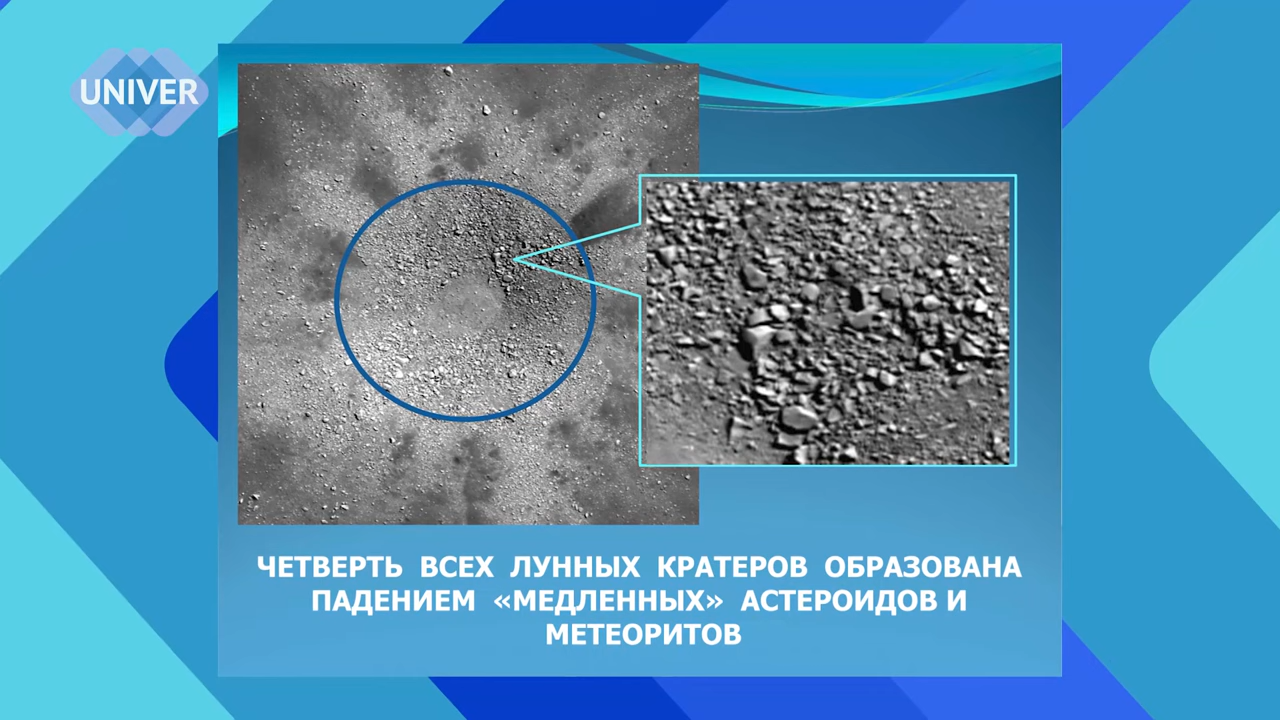 UNIVER
ЧЕТВЕРТЬ ВСЕХ ЛУННЫХ КРАТЕРОВ ОБРАЗОВАНА
ПАДЕНИЕМ «МЕДЛЕННЫХ» АСТЕРОИДОВ И
МЕТЕОРИТОВ